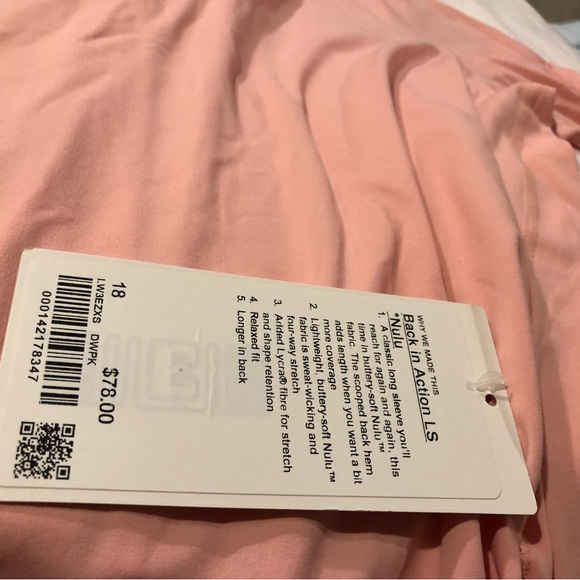 WHY WE MADE THIS
Back in Action LS
*Nulu
1. A classic long sleeve you'll
reach for again and again, this
time in buttery-soft Nulu™
fabric. The scooped back hem
adds length when you want a bit
more coverage
2. Lightweight, buttery-soft Nulu™
fabric is sweat-wicking and
four-way stretch
3. Added Lycra® fibre for stretch
and shape retention
4. Relaxed fit
5. Longer in back
18
LW3EZXS DWPK
000142178347
$78.00